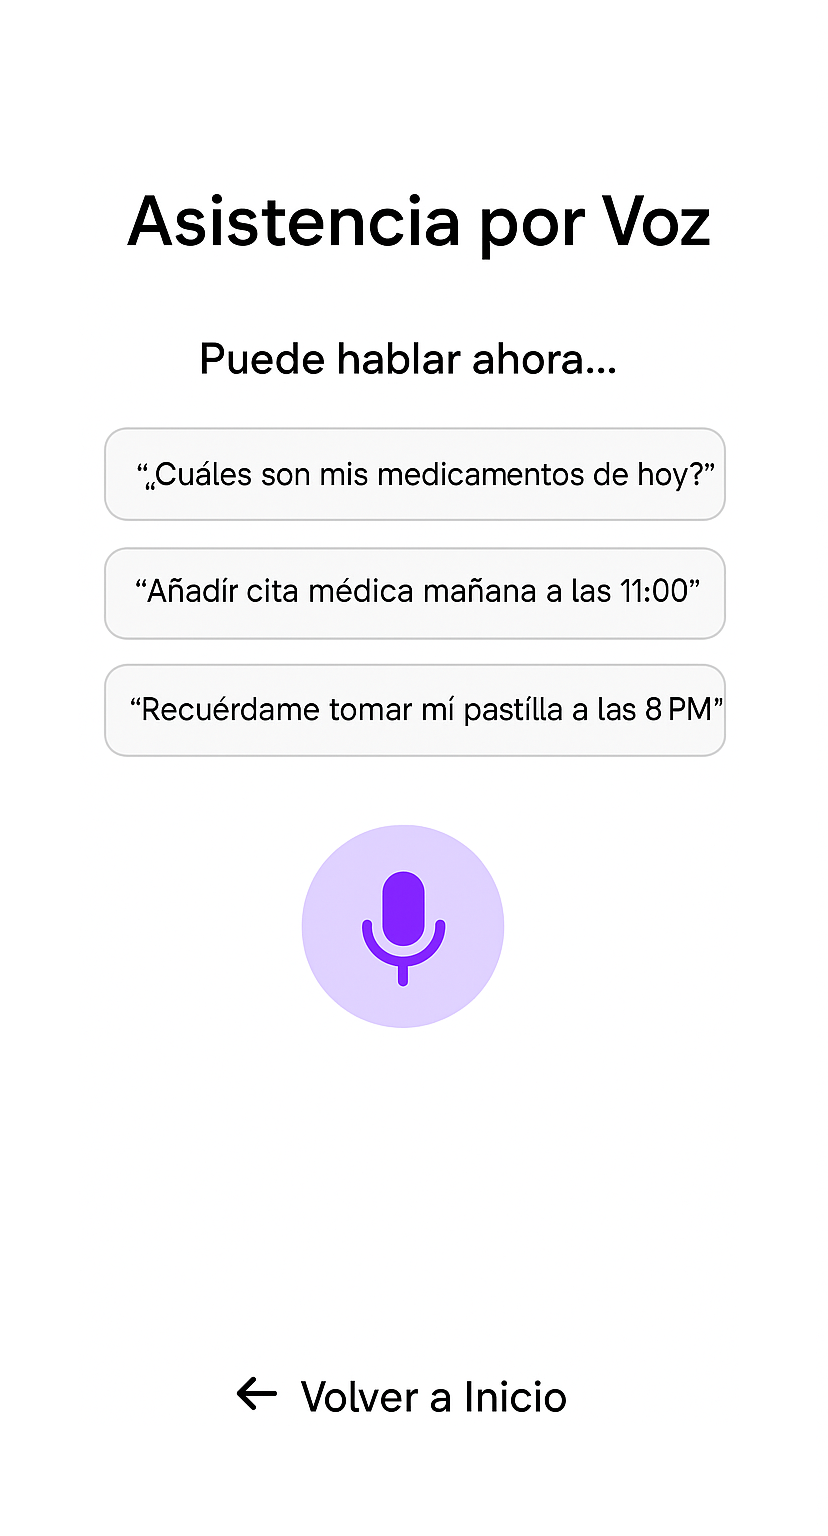 Asistencia por Voz
Puede hablar ahora...
“„Cuáles son mis medicamentos de hoy?”
“Añadír cita médica mañana a las 11:00”
“Recuérdame tomar mí pastílla a las 8 PM”
← Volver a Inicio